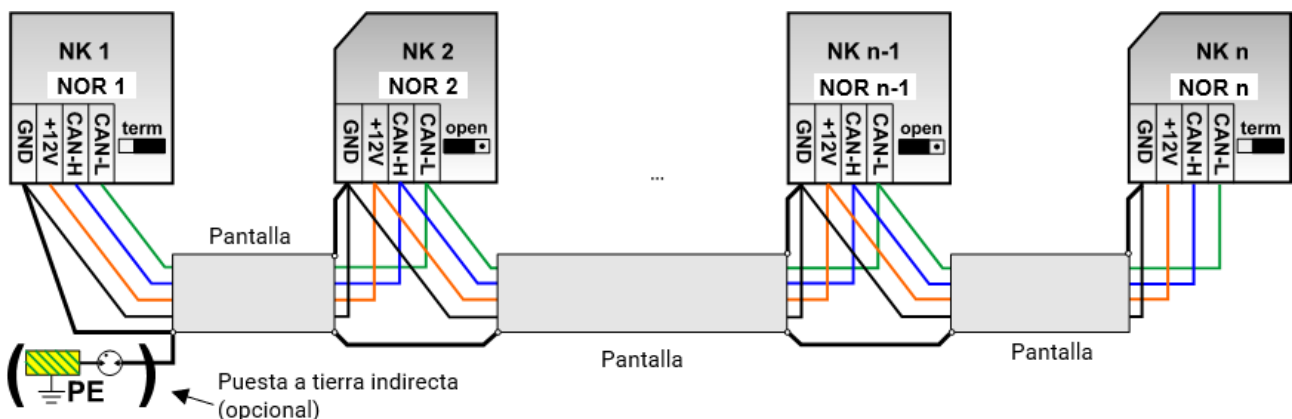 NK 1
NK 2
NK n-1
NK n
NOR 1
NOR 2
NOR n-1
NOR n
GND
+12V
CAN-H
CAN-L
term
GND
+12V
CAN-H
CAN-L
open
GND
+12V
CAN-H
CAN-L
open
GND
+12V
CAN-H
CAN-L
term
...
Pantalla
Pantalla
Pantalla
( PE )
Puesta a tierra indirecta
(opcional)